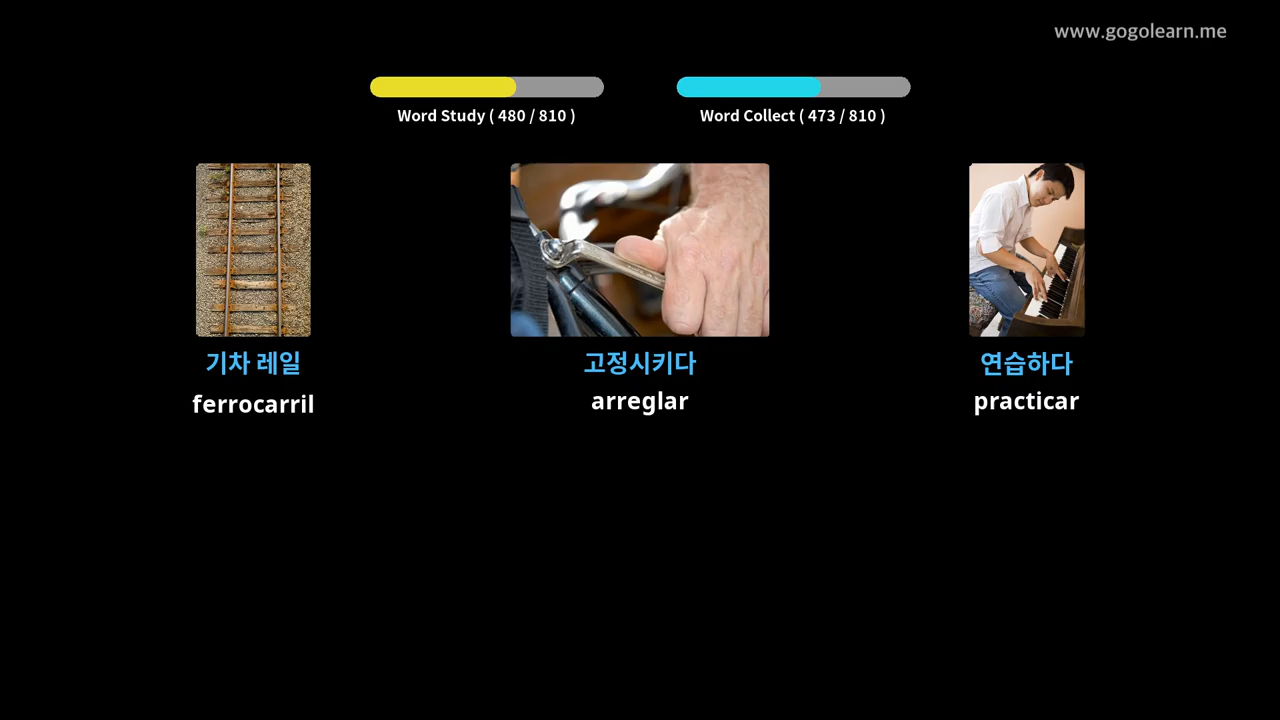 www.gogolearn.me
Word Study ( 480 / 810 )
Word Collect ( 473 / 810 )
기차 레일
ferrocarril
고정시키다
arreglar
연습하다
practicar